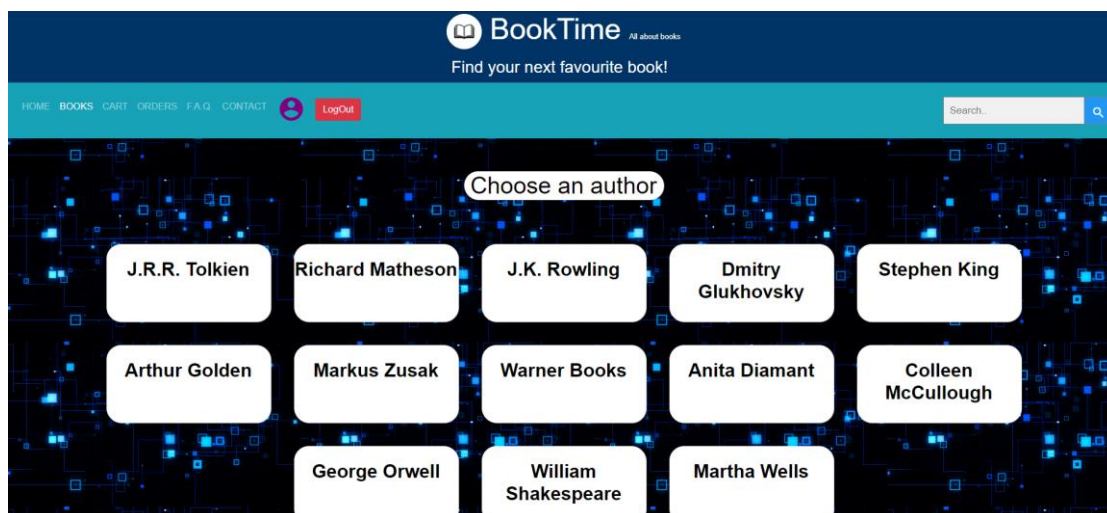 BookTime All about books
Find your next favourite book!
HOME BOOKS CART ORDERS F.A.Q. CONTACT LogOut Search..
Choose an author
J.R.R. Tolkien
Richard Matheson
J.K. Rowling
Dmitry
Glukhovsky
Stephen King
Arthur Golden
Markus Zusak
Warner Books
Anita Diamant
Colleen
McCullough
George Orwell
William
Shakespeare
Martha Wells